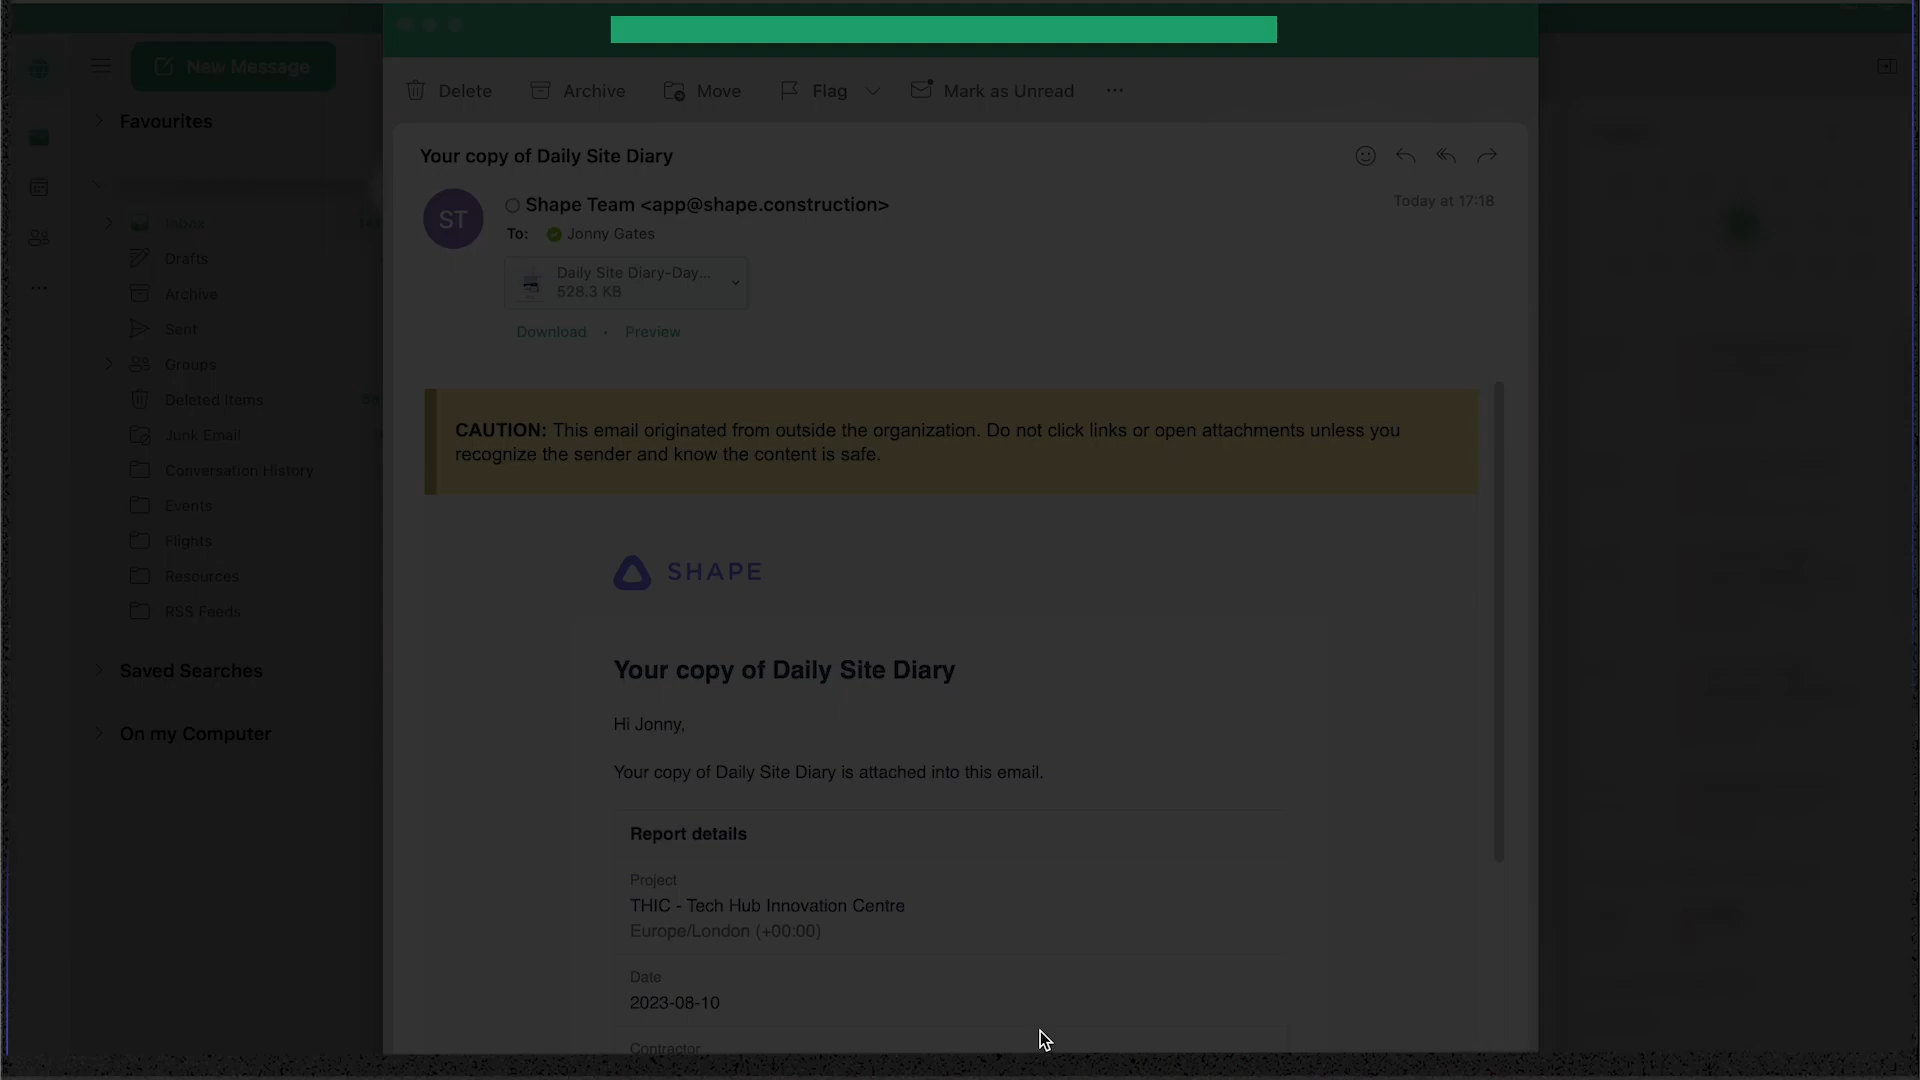 New Message
Favourites
Inbox
Drafts
Archive
Sent
Groups
Deleted Items
Junk Email
Conversation History
Events
Flights
Resources
RSS Feeds
Saved Searches
On my Computer
Delete
Archive
Move
Flag
Mark as Unread
Your copy of Daily Site Diary
ST
Shape Team <app@shape.construction>
Today at 17:18
To: Jonny Gates
Daily Site Diary-Day...
528.3 KB
Download • Preview
CAUTION: This email originated from outside the organization. Do not click links or open attachments unless you
recognize the sender and know the content is safe.
SHAPE
Your copy of Daily Site Diary
Hi Jonny,
Your copy of Daily Site Diary is attached into this email.
Report details
Project
THIC - Tech Hub Innovation Centre
Europe/London (+00:00)
Date
2023-08-10
Contractor